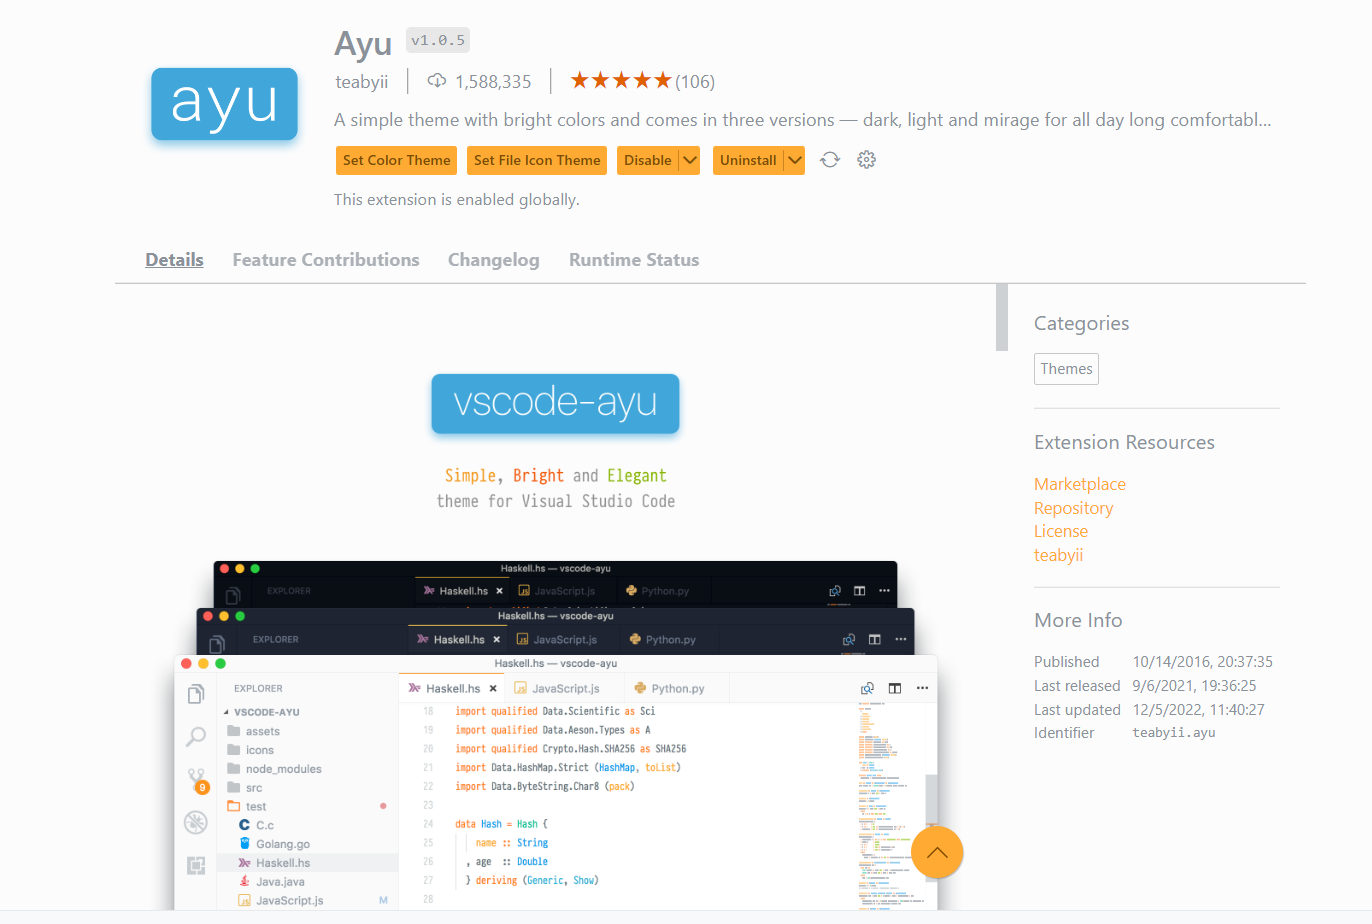 ayu
Ayu v1.0.5
teabyii 1,588,335 ★★★★★ (106)
A simple theme with bright colors and comes in three versions — dark, light and mirage for all day long comfortabl...
Set Color Theme Set File Icon Theme Disable Uninstall
This extension is enabled globally.
Details Feature Contributions Changelog Runtime Status
vscode-ayu
Simple, Bright and Elegant
theme for Visual Studio Code
Haskell.hs — vscode-ayu
EXPLORER Haskell.hs × JavaScript.js Python.py
Haskell.hs — vscode-ayu
EXPLORER Haskell.hs × JavaScript.js Python.py
Haskell.hs — vscode-ayu
EXPLORER Haskell.hs × JavaScript.js Python.py
VSCODE-AYU
assets
icons
node_modules
src
9
test
C.c
Golang.go
Haskell.hs
Java.java
JavaScript.js M
18 import qualified Data.Scientific as Sci
19 import qualified Data.Aeson.Types as A
20 import qualified Crypto.Hash.SHA256 as SHA256
21 import Data.HashMap.Strict (HashMap, toList)
22 import Data.ByteString.Char8 (pack)
23
24 data Hash = Hash {
25 name :: String
26 , age :: Double
27 } deriving (Generic, Show)
28
Categories
Themes
Extension Resources
Marketplace
Repository
License
teabyii
More Info
Published 10/14/2016, 20:37:35
Last released 9/6/2021, 19:36:25
Last updated 12/5/2022, 11:40:27
Identifier teabyii.ayu